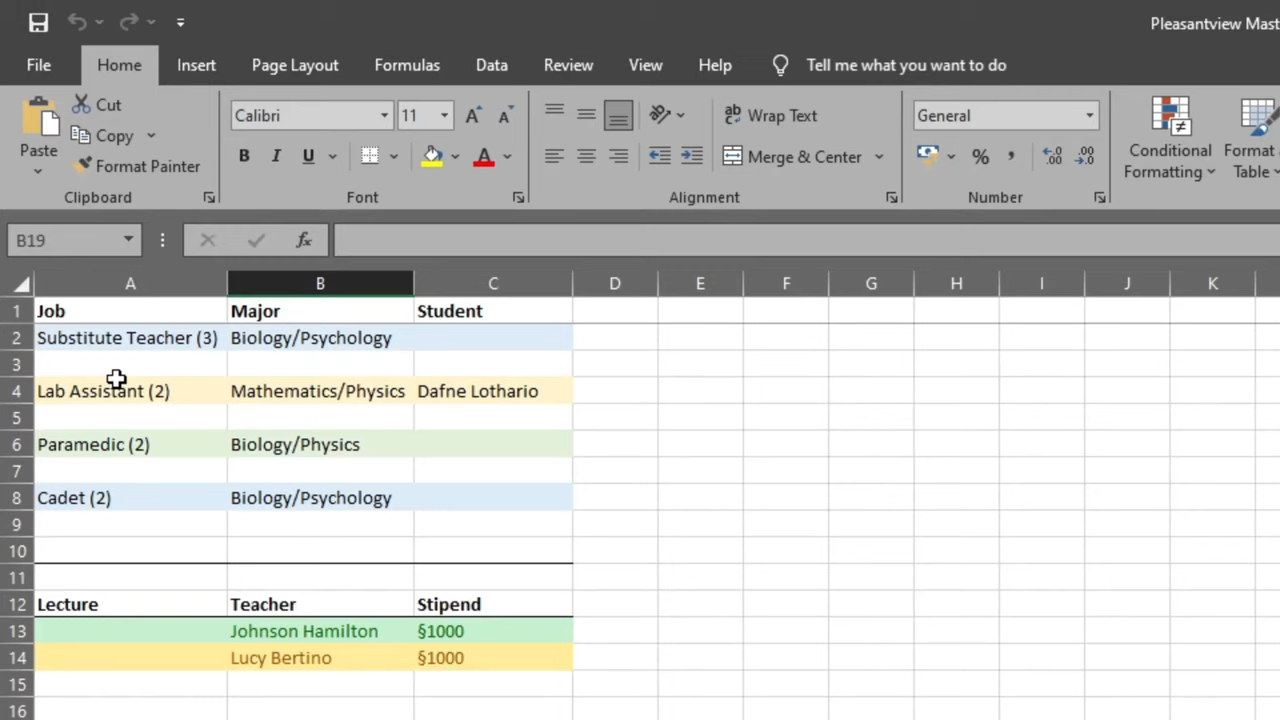 Pleasantview Mast
File Home Insert Page Layout Formulas Data Review View Help Tell me what you want to do
Paste
Cut
Copy
Format Painter
Clipboard
Calibri 11
B I U A
Font
ab Wrap Text
Merge & Center
Alignment
General
%
Number
Conditional Formatting
Format
Table
B19 fx
A B C D E F G H I J K
1 Job Major Student
2 Substitute Teacher (3) Biology/Psychology
3
4 Lab Assistant (2) Mathematics/Physics Dafne Lothario
5
6 Paramedic (2) Biology/Physics
7
8 Cadet (2) Biology/Psychology
9
10
11
12 Lecture Teacher Stipend
13 Johnson Hamilton §1000
14 Lucy Bertino §1000
15
16